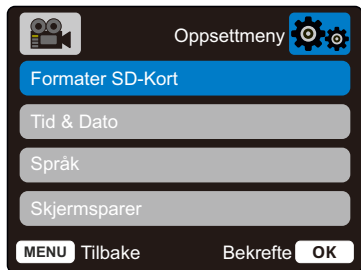 Oppsettmeny
Formater SD-Kort
Tid & Dato
Språk
Skjermsparer
MENU Tilbake Bekrefte OK